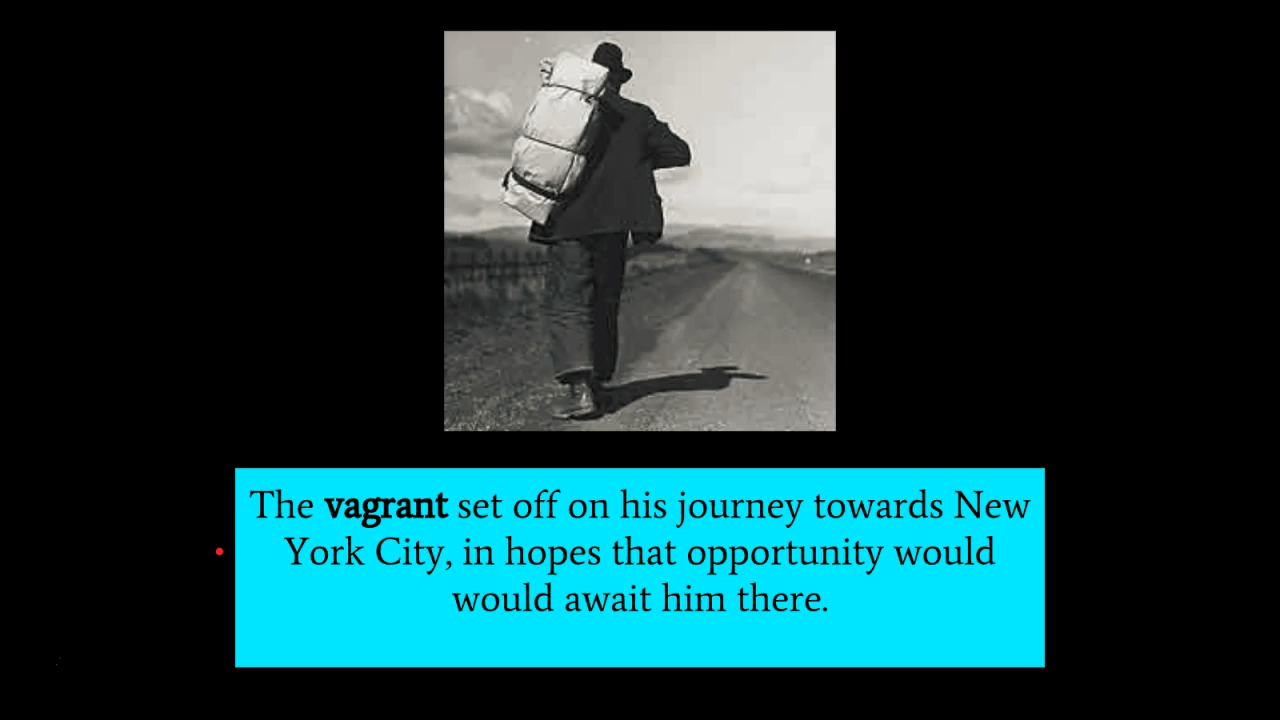 The vagrant set off on his journey towards New
York City, in hopes that opportunity would
would await him there.